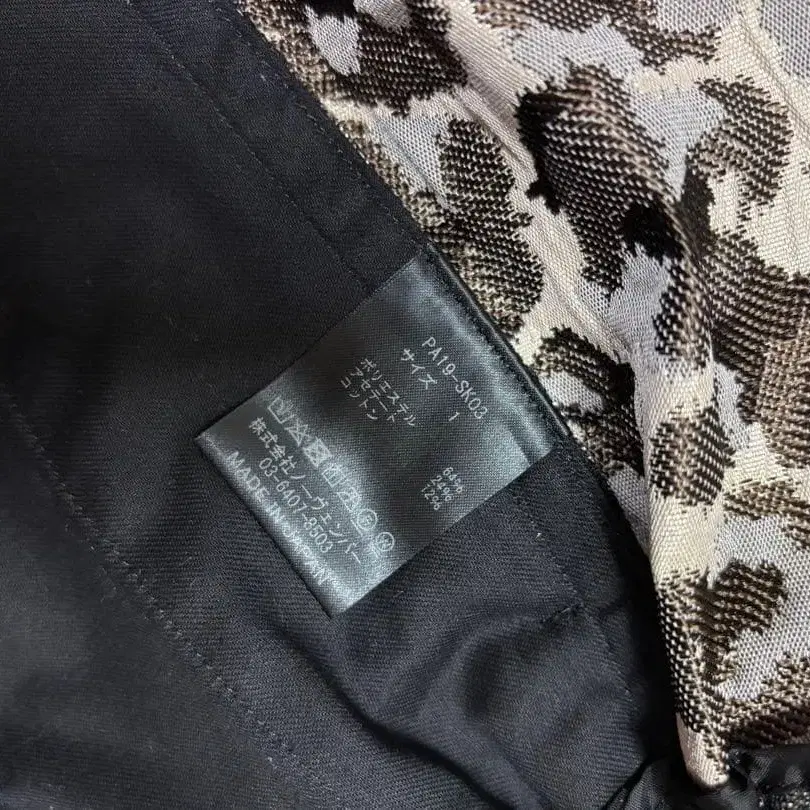 PA19-SK03
サイズ 1
ポリエステル 64%
アセテート 24%
コットン 12%
株式会社ノーヴェンバー
03-6407-8503
MADE IN JAPAN